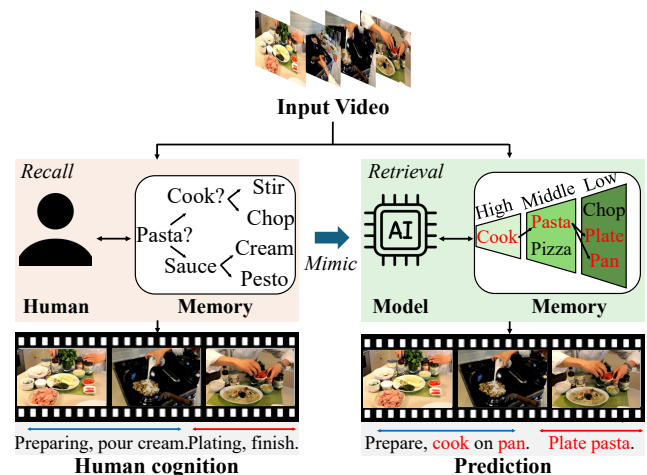 Input Video
Recall
Cook?
Stir
Chop
Pasta?
Sauce
Cream
Pesto
Human
Memory
Mimic
Retrieval
AI
High
Middle
Low
Cook
Pasta
Pizza
Chop
Plate
Pan
Model
Memory
Preparing, pour cream.
Plating, finish.
Human cognition
Prepare, cook on pan.
Plate pasta.
Prediction